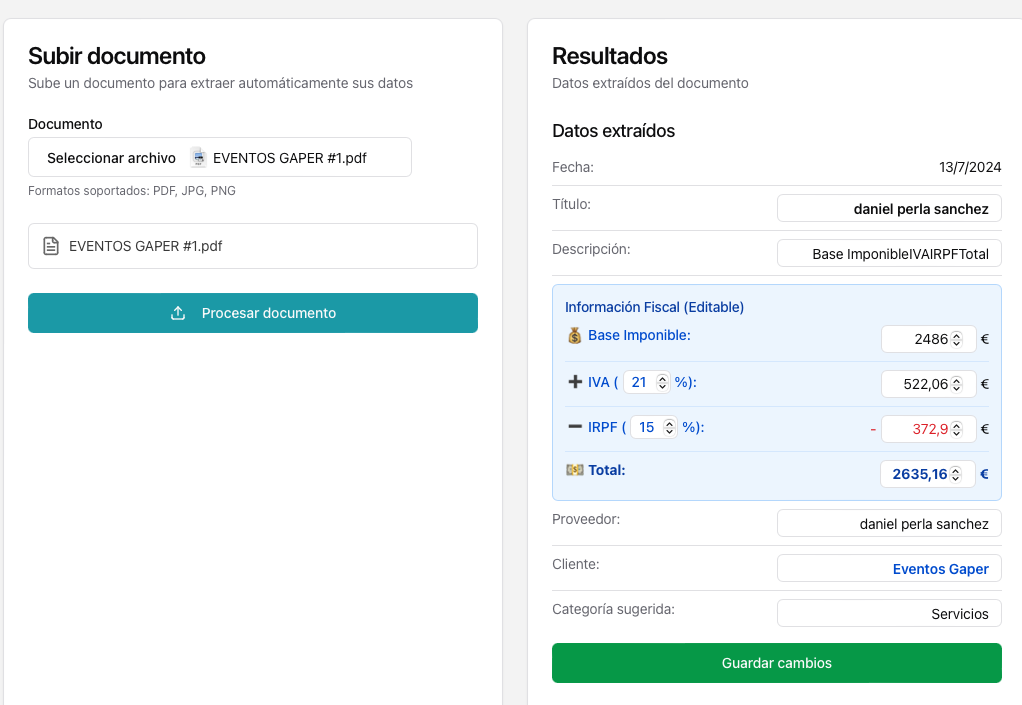 Subir documento
Sube un documento para extraer automáticamente sus datos
Documento
Seleccionar archivo EVENTOS GAPER #1.pdf
Formatos soportados: PDF, JPG, PNG
EVENTOS GAPER #1.pdf
Procesar documento
Resultados
Datos extraídos del documento
Datos extraídos
Fecha: 13/7/2024
Título: daniel perla sanchez
Descripción: Base ImponibleIVAIRPFTotal
Información Fiscal (Editable)
💰 Base Imponible: 2486 €
➕ IVA ( 21 %): 522,06 €
➖ IRPF ( 15 %): - 372,9 €
💵 Total: 2635,16 €
Proveedor: daniel perla sanchez
Cliente: Eventos Gaper
Categoría sugerida: Servicios
Guardar cambios